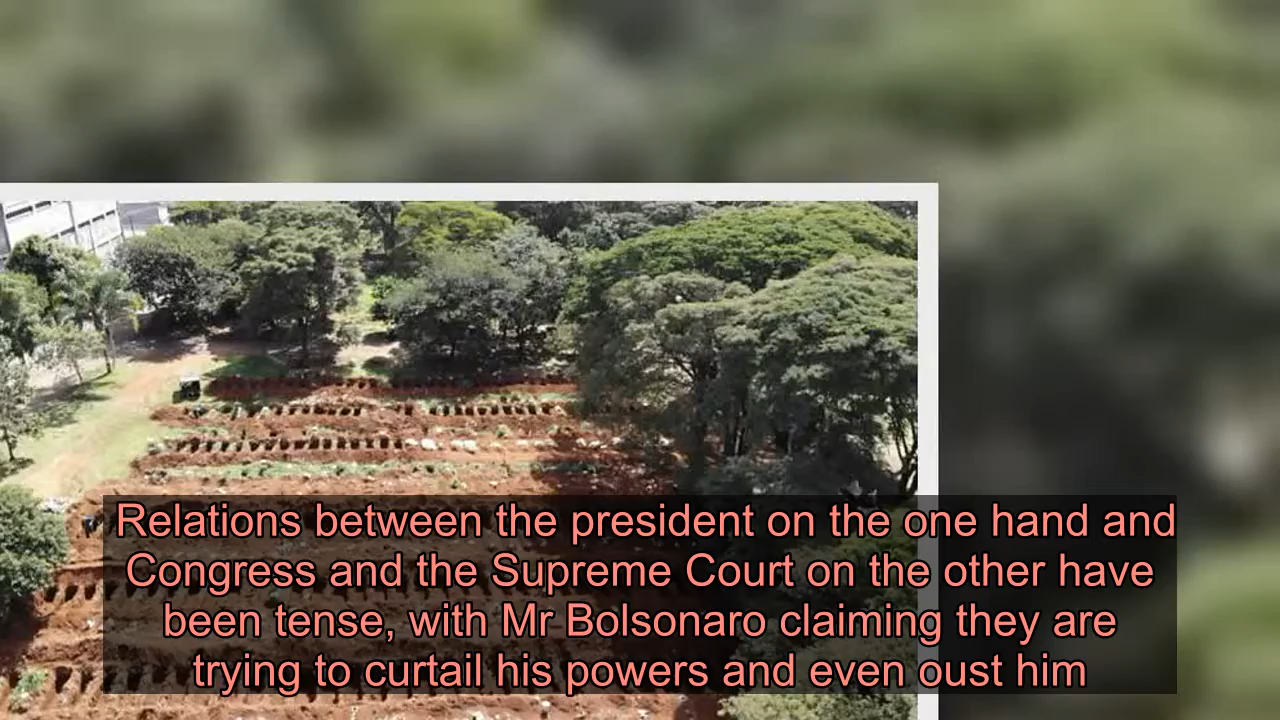 Relations between the president on the one hand and
Congress and the Supreme Court on the other have
been tense, with Mr Bolsonaro claiming they are
trying to curtail his powers and even oust him